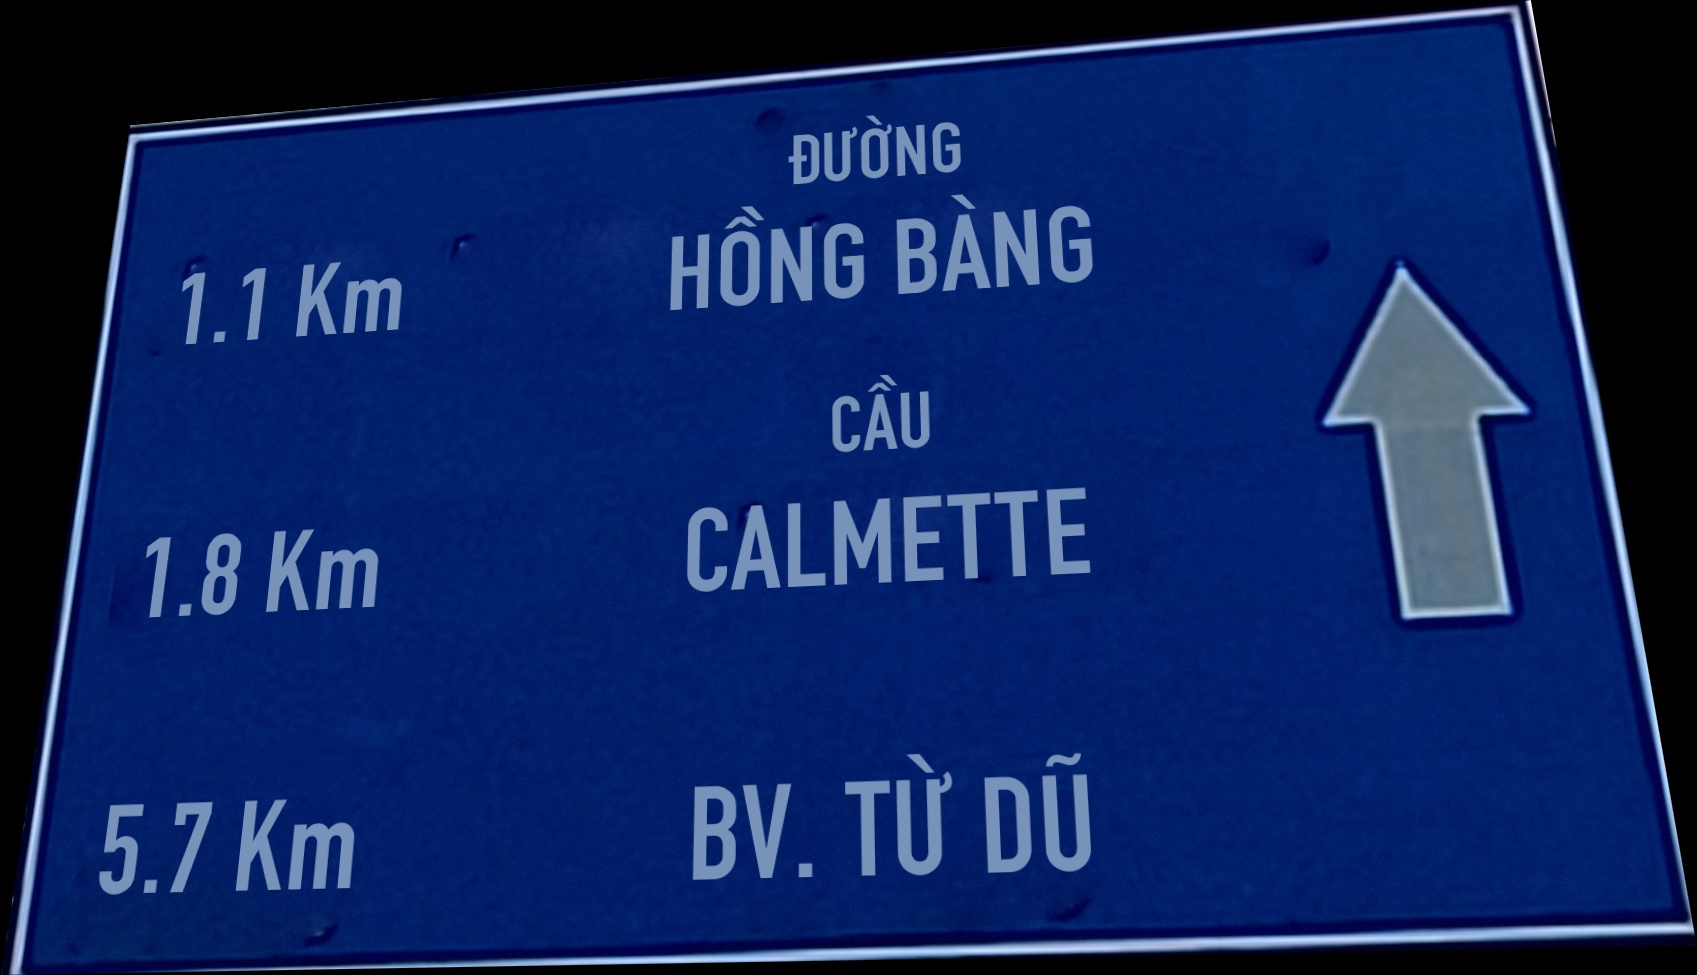 ĐƯỜNG
1.1 Km HỒNG BÀNG
CẦU
1.8 Km CALMETTE
5.7 Km BV. TỪ DŨ